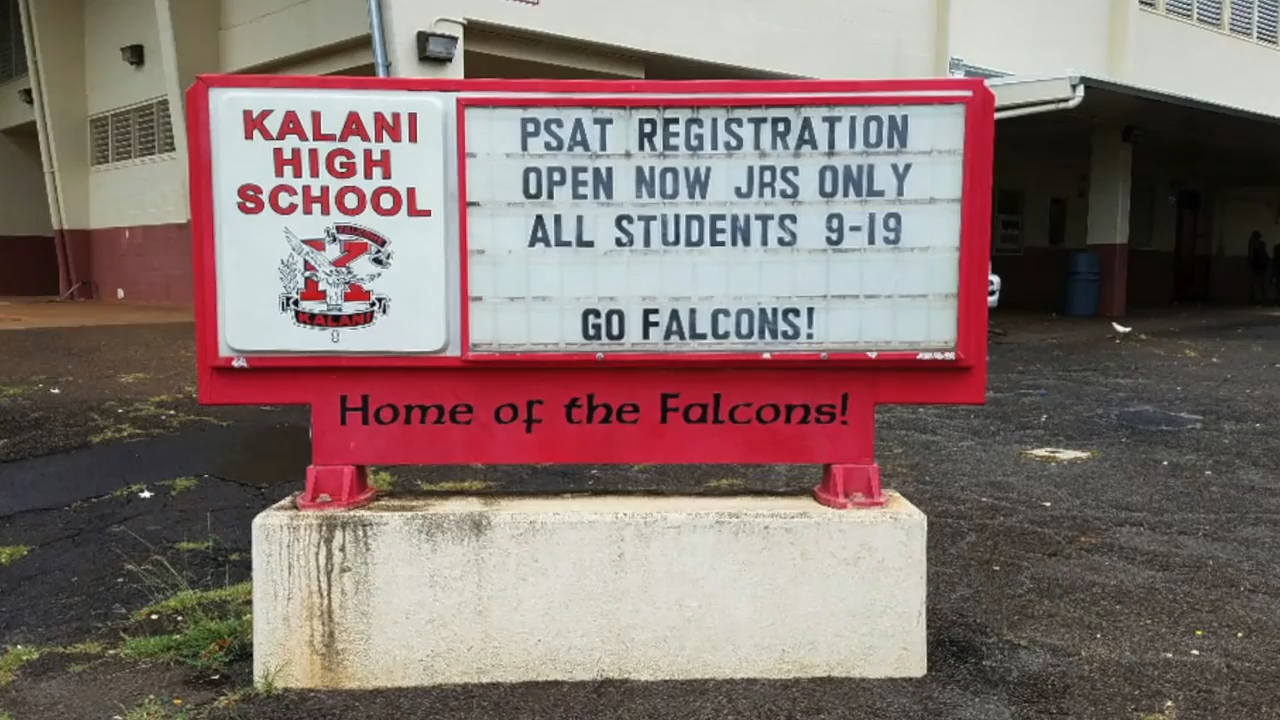 KALANI
HIGH
SCHOOL
KALANI
PSAT REGISTRATION
OPEN NOW JRS ONLY
ALL STUDENTS 9-19
GO FALCONS!
Home of the Falcons!